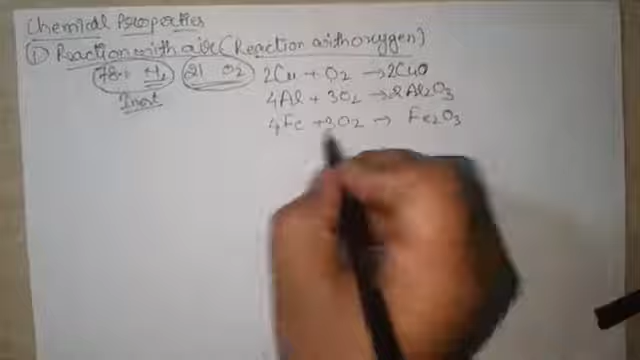 Chemical Properties
① Reaction with air (Reaction with oxygen)
78% N₂ 21 O₂ 2Cu + O₂ → 2CuO
Inert 4Al + 3O₂ → 2Al₂O₃
4Fe + 3O₂ → Fe₂O₃